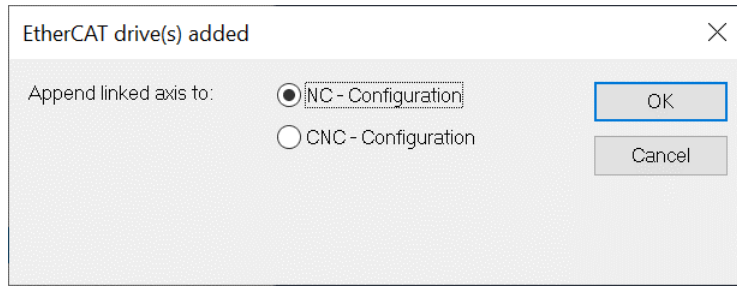 EtherCAT drive(s) added
Append linked axis to:
NC - Configuration
CNC - Configuration
OK
Cancel